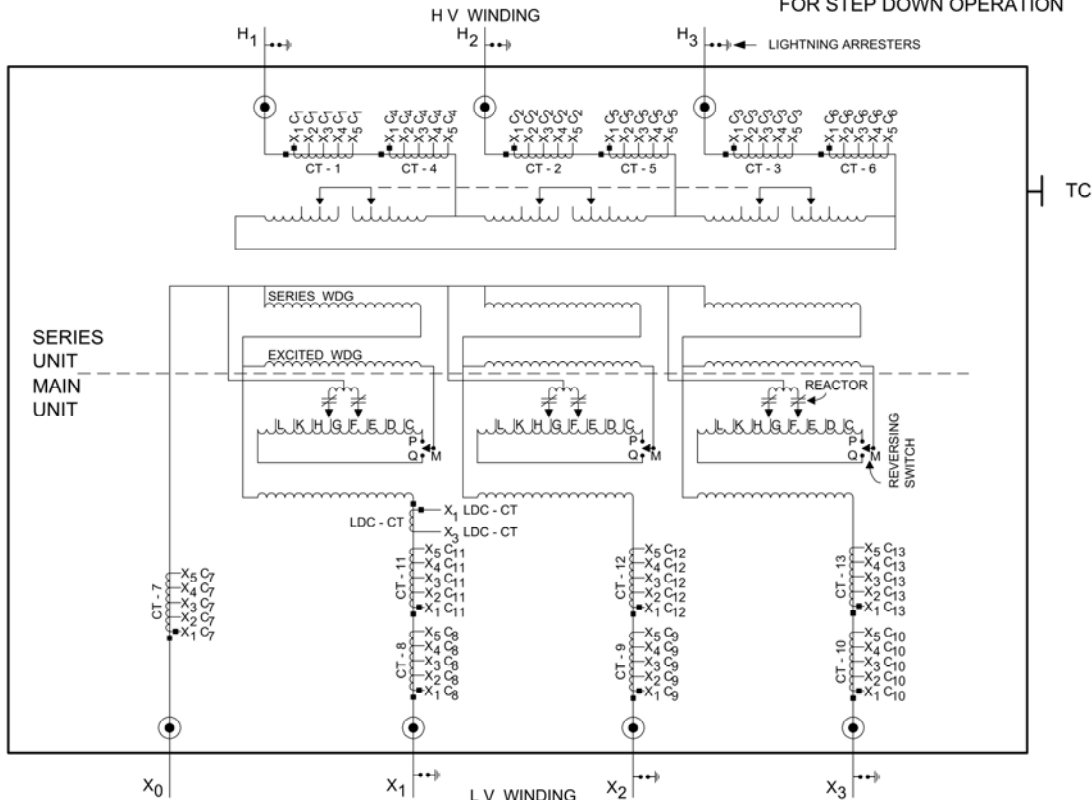 FOR STEP DOWN OPERATION
H V WINDING
H1 H2 H3
LIGHTNING ARRESTERS
X1 C1 X2 C1 X3 C1 X4 C1 X5 C1
X1 C4 X2 C4 X3 C4 X4 C4 X5 C4
X1 C2 X2 C2 X3 C2 X4 C2 X5 C2
X1 C5 X2 C5 X3 C5 X4 C5 X5 C5
X1 C3 X2 C3 X3 C3 X4 C3 X5 C3
X1 C6 X2 C6 X3 C6 X4 C6 X5 C6
CT - 1 CT - 4 CT - 2 CT - 5 CT - 3 CT - 6
TC
SERIES WDG
SERIES
UNIT
EXCITED WDG
MAIN
UNIT
REACTOR
L K H G F E D C
L K H G F E D C
L K H G F E D C
P Q M
P Q M
P Q M
REVERSING
SWITCH
LDC - CT
X1 LDC - CT
X3 LDC - CT
CT - 7
X5 C7
X4 C7
X3 C7
X2 C7
X1 C7
CT - 11
X5 C11
X4 C11
X3 C11
X2 C11
X1 C11
CT - 8
X5 C8
X4 C8
X3 C8
X2 C8
X1 C8
CT - 12
X5 C12
X4 C12
X3 C12
X2 C12
X1 C12
CT - 9
X5 C9
X4 C9
X3 C9
X2 C9
X1 C9
CT - 13
X5 C13
X4 C13
X3 C13
X2 C13
X1 C13
CT - 10
X5 C10
X4 C10
X3 C10
X2 C10
X1 C10
X0 X1 X2 X3
L V WINDING